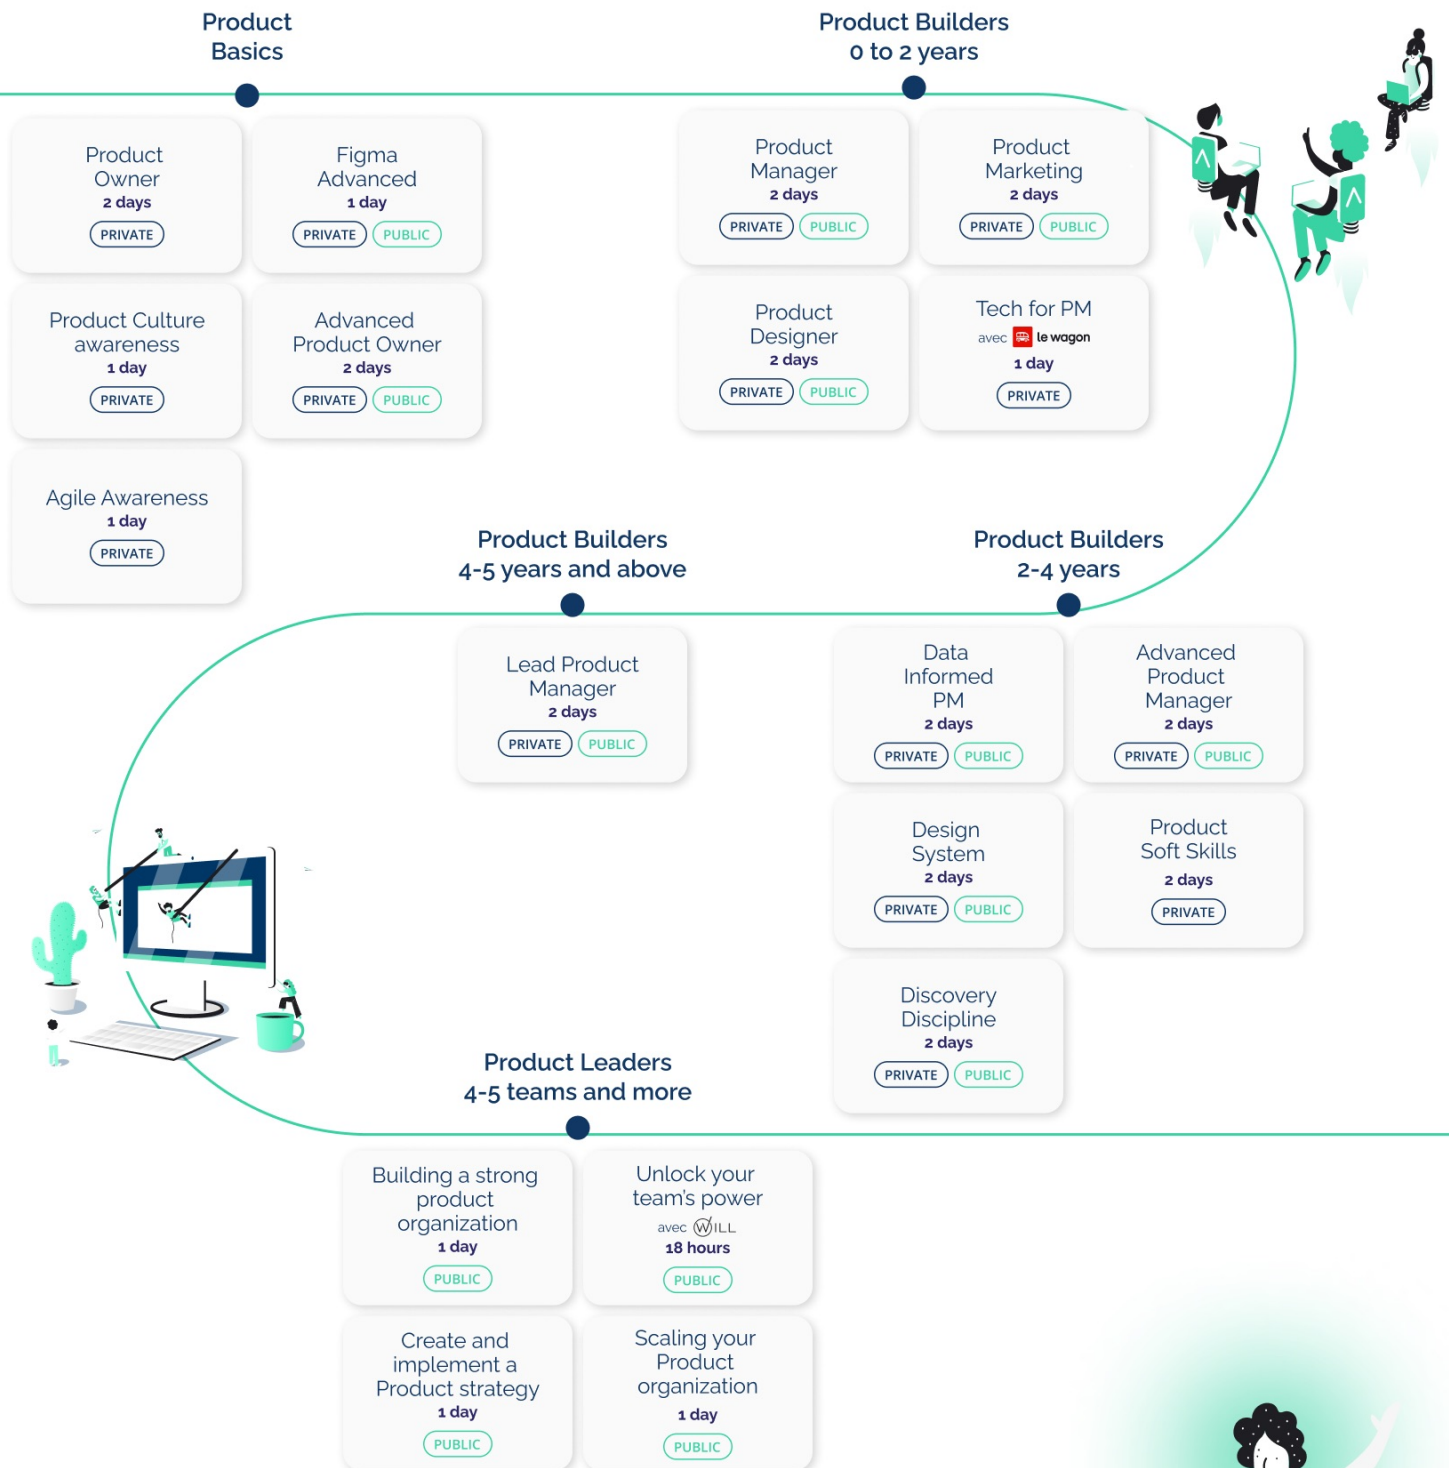 Product
Basics
Product
Owner
2 days
PRIVATE
Figma
Advanced
1 day
PRIVATE PUBLIC
Product Culture
awareness
1 day
PRIVATE
Advanced
Product Owner
2 days
PRIVATE PUBLIC
Agile Awareness
1 day
PRIVATE
Product Builders
0 to 2 years
Product
Manager
2 days
PRIVATE PUBLIC
Product
Marketing
2 days
PRIVATE PUBLIC
Product
Designer
2 days
PRIVATE PUBLIC
Tech for PM
avec le wagon
1 day
PRIVATE
Product Builders
2-4 years
Data
Informed
PM
2 days
PRIVATE PUBLIC
Advanced
Product
Manager
2 days
PRIVATE PUBLIC
Design
System
2 days
PRIVATE PUBLIC
Product
Soft Skills
2 days
PRIVATE
Discovery
Discipline
2 days
PRIVATE PUBLIC
Product Builders
4-5 years and above
Lead Product
Manager
2 days
PRIVATE PUBLIC
Product Leaders
4-5 teams and more
Building a strong
product
organization
1 day
PUBLIC
Unlock your
team's power
avec WILL
18 hours
PUBLIC
Create and
implement a
Product strategy
1 day
PUBLIC
Scaling your
Product
organization
1 day
PUBLIC